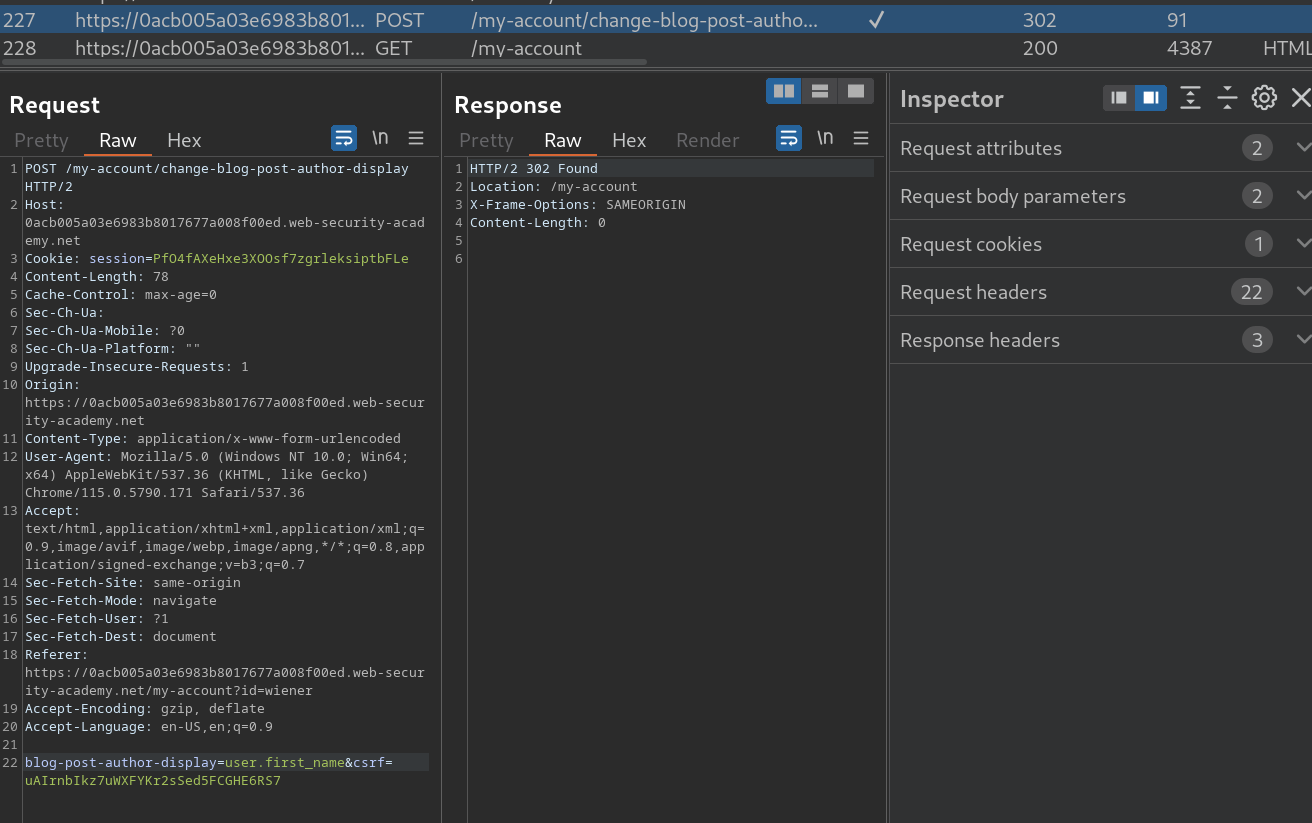 227 https://0acb005a03e6983b801... POST /my-account/change-blog-post-autho... ✓ 302 91
228 https://0acb005a03e6983b801... GET /my-account 200 4387 HTML
Request
Pretty Raw Hex \n
1 POST /my-account/change-blog-post-author-display
HTTP/2
2 Host:
0acb005a03e6983b8017677a008f00ed.web-security-acad
emy.net
3 Cookie: session=PfO4fAXeHxe3XOOsf7zgrleksiptbFLe
4 Content-Length: 78
5 Cache-Control: max-age=0
6 Sec-Ch-Ua:
7 Sec-Ch-Ua-Mobile: ?0
8 Sec-Ch-Ua-Platform: ""
9 Upgrade-Insecure-Requests: 1
10 Origin:
https://0acb005a03e6983b8017677a008f00ed.web-secur
ity-academy.net
11 Content-Type: application/x-www-form-urlencoded
12 User-Agent: Mozilla/5.0 (Windows NT 10.0; Win64;
x64) AppleWebKit/537.36 (KHTML, like Gecko)
Chrome/115.0.5790.171 Safari/537.36
13 Accept:
text/html,application/xhtml+xml,application/xml;q=
0.9,image/avif,image/webp,image/apng,*/*;q=0.8,app
lication/signed-exchange;v=b3;q=0.7
14 Sec-Fetch-Site: same-origin
15 Sec-Fetch-Mode: navigate
16 Sec-Fetch-User: ?1
17 Sec-Fetch-Dest: document
18 Referer:
https://0acb005a03e6983b8017677a008f00ed.web-secur
ity-academy.net/my-account?id=wiener
19 Accept-Encoding: gzip, deflate
20 Accept-Language: en-US,en;q=0.9
21
22 blog-post-author-display=user.first_name&csrf=
uAIrnbIkz7uWXFYKr2sSed5FCGHE6RS7
Response
Pretty Raw Hex Render \n
1 HTTP/2 302 Found
2 Location: /my-account
3 X-Frame-Options: SAMEORIGIN
4 Content-Length: 0
5
6
Inspector
Request attributes 2
Request body parameters 2
Request cookies 1
Request headers 22
Response headers 3